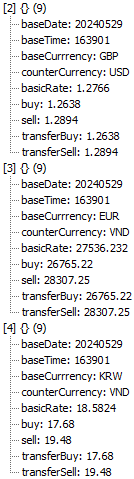 [2] {} (9)
baseDate: 20240529
baseTime: 163901
baseCurrrency: GBP
counterCurrency: USD
basicRate: 1.2766
buy: 1.2638
sell: 1.2894
transferBuy: 1.2638
transferSell: 1.2894
[3] {} (9)
baseDate: 20240529
baseTime: 163901
baseCurrrency: EUR
counterCurrency: VND
basicRate: 27536.232
buy: 26765.22
sell: 28307.25
transferBuy: 26765.22
transferSell: 28307.25
[4] {} (9)
baseDate: 20240529
baseTime: 163901
baseCurrrency: KRW
counterCurrency: VND
basicRate: 18.5824
buy: 17.68
sell: 19.48
transferBuy: 17.68
transferSell: 19.48